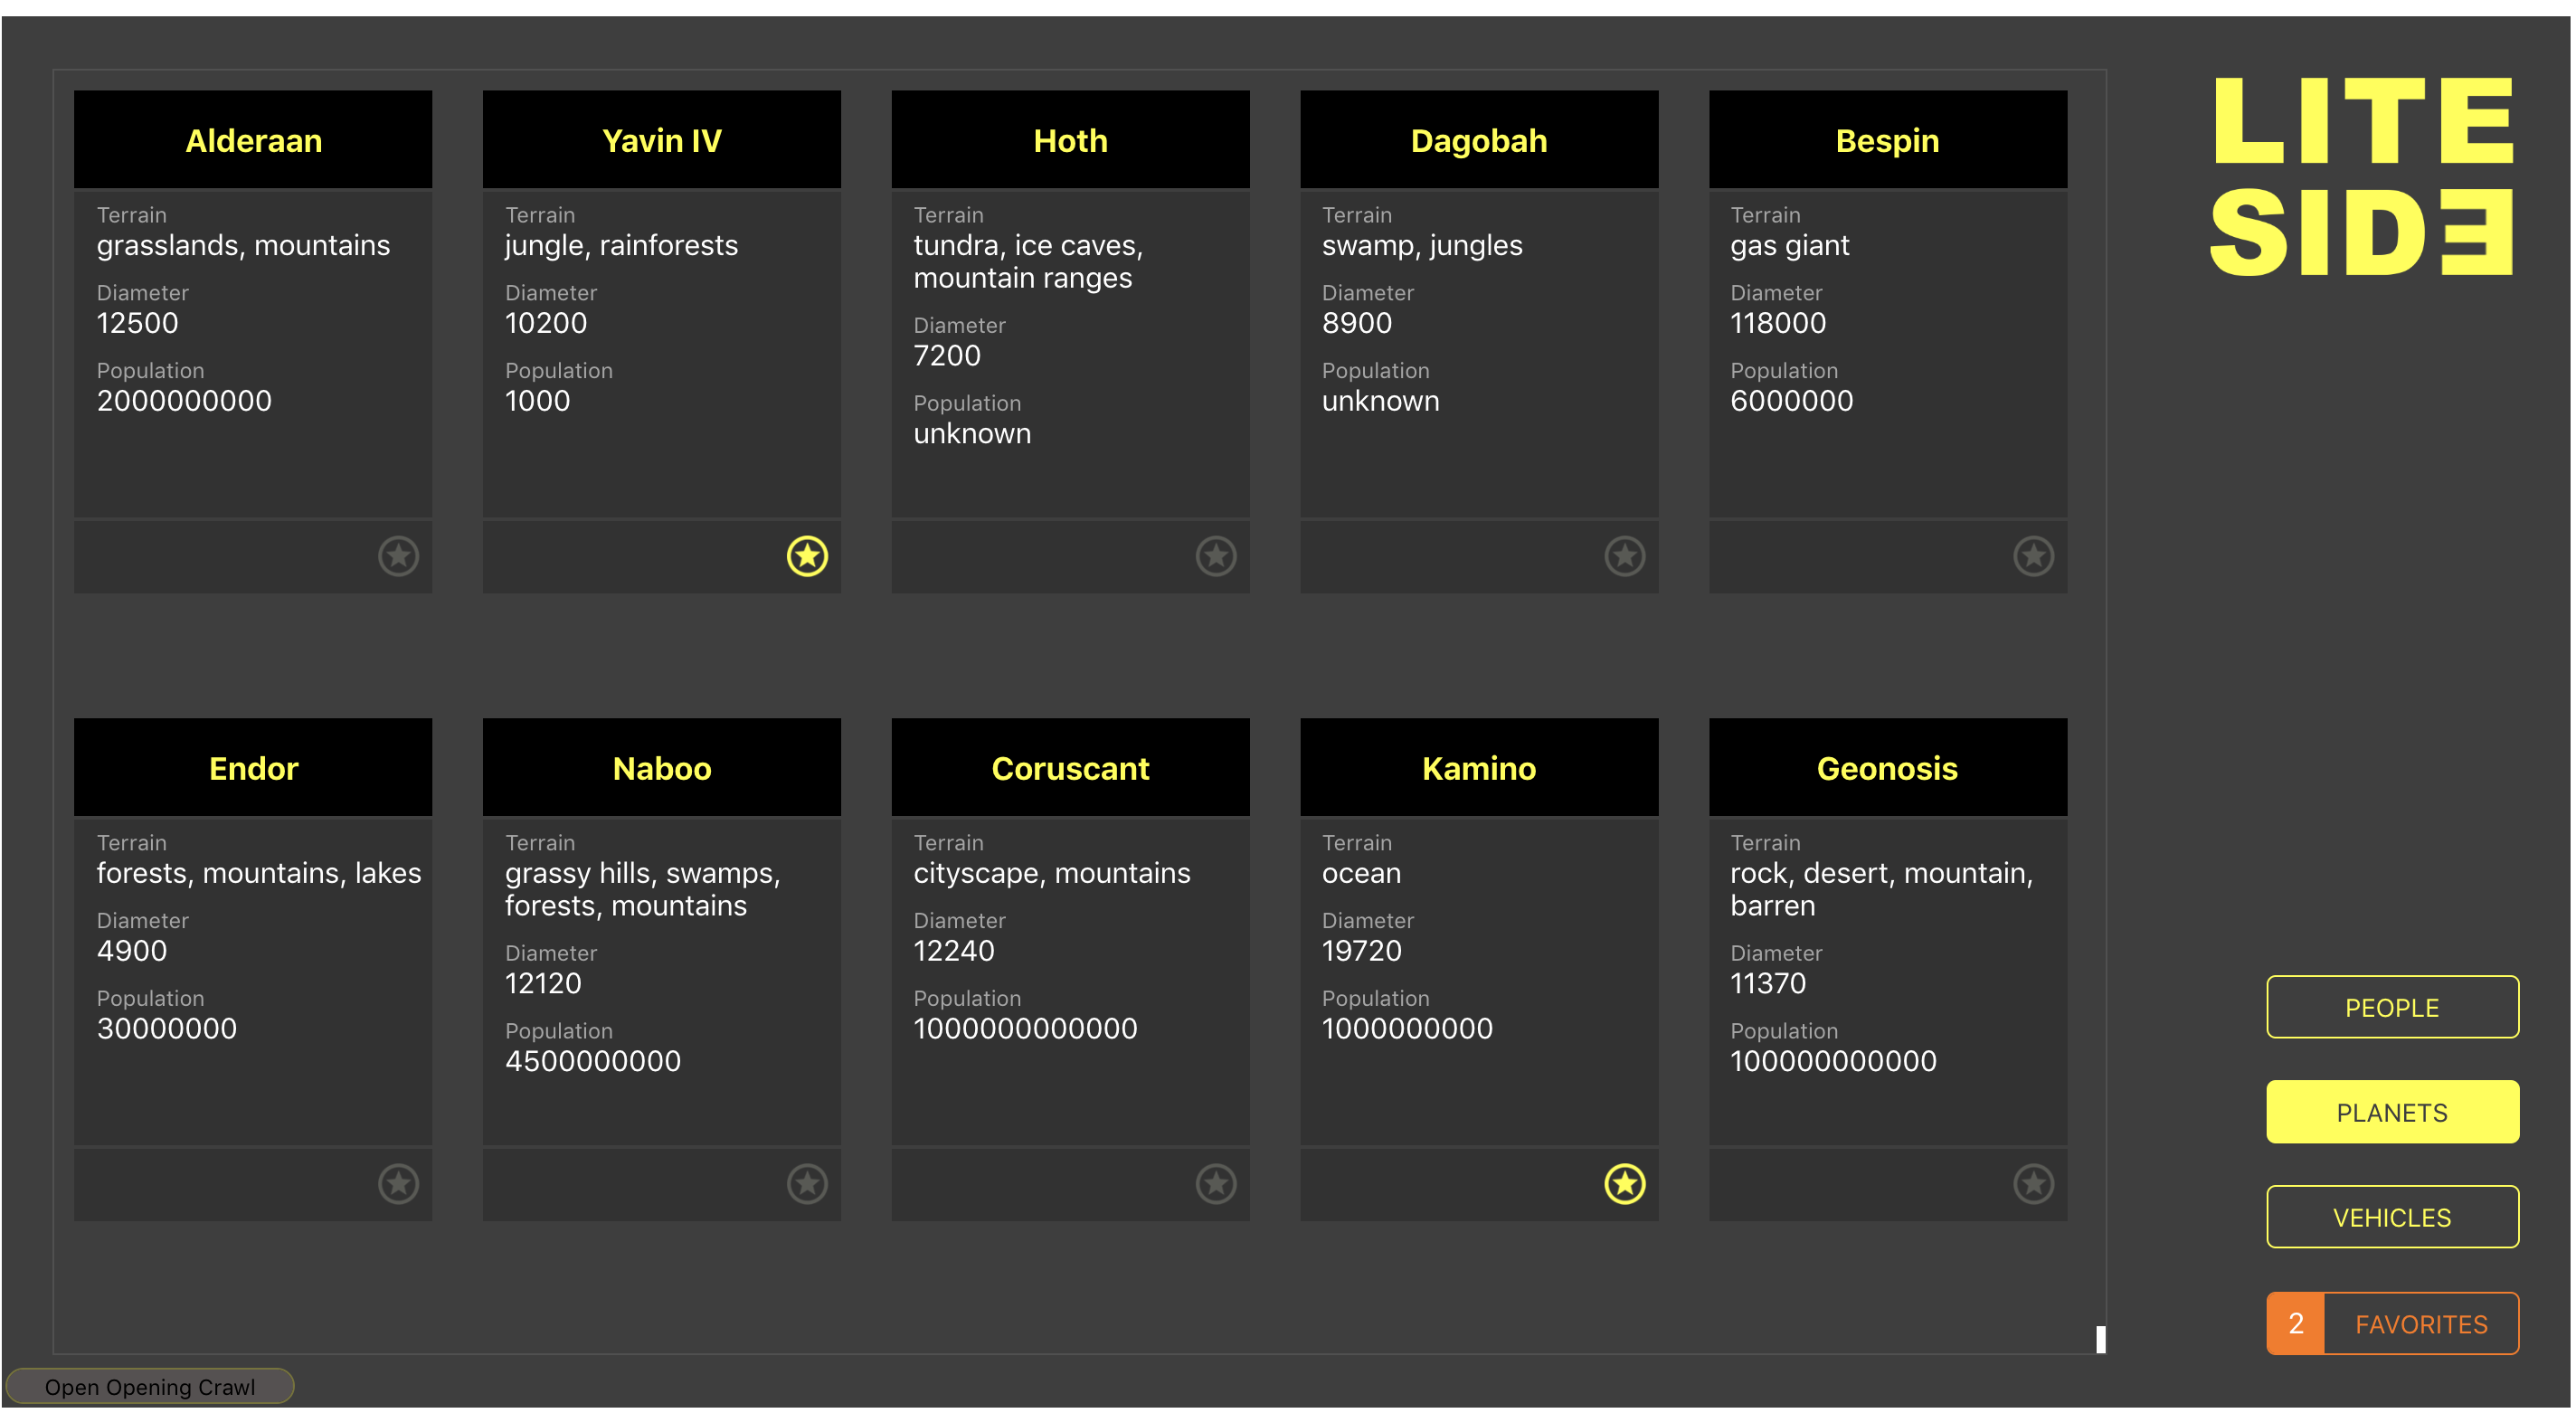 Alderaan
Terrain
grasslands, mountains
Diameter
12500
Population
2000000000
Yavin IV
Terrain
jungle, rainforests
Diameter
10200
Population
1000
Hoth
Terrain
tundra, ice caves,
mountain ranges
Diameter
7200
Population
unknown
Dagobah
Terrain
swamp, jungles
Diameter
8900
Population
unknown
Bespin
Terrain
gas giant
Diameter
118000
Population
6000000
Endor
Terrain
forests, mountains, lakes
Diameter
4900
Population
30000000
Naboo
Terrain
grassy hills, swamps,
forests, mountains
Diameter
12120
Population
4500000000
Coruscant
Terrain
cityscape, mountains
Diameter
12240
Population
1000000000000
Kamino
Terrain
ocean
Diameter
19720
Population
1000000000
Geonosis
Terrain
rock, desert, mountain,
barren
Diameter
11370
Population
100000000000
LITE
SIDE
PEOPLE
PLANETS
VEHICLES
2 FAVORITES
Open Opening Crawl